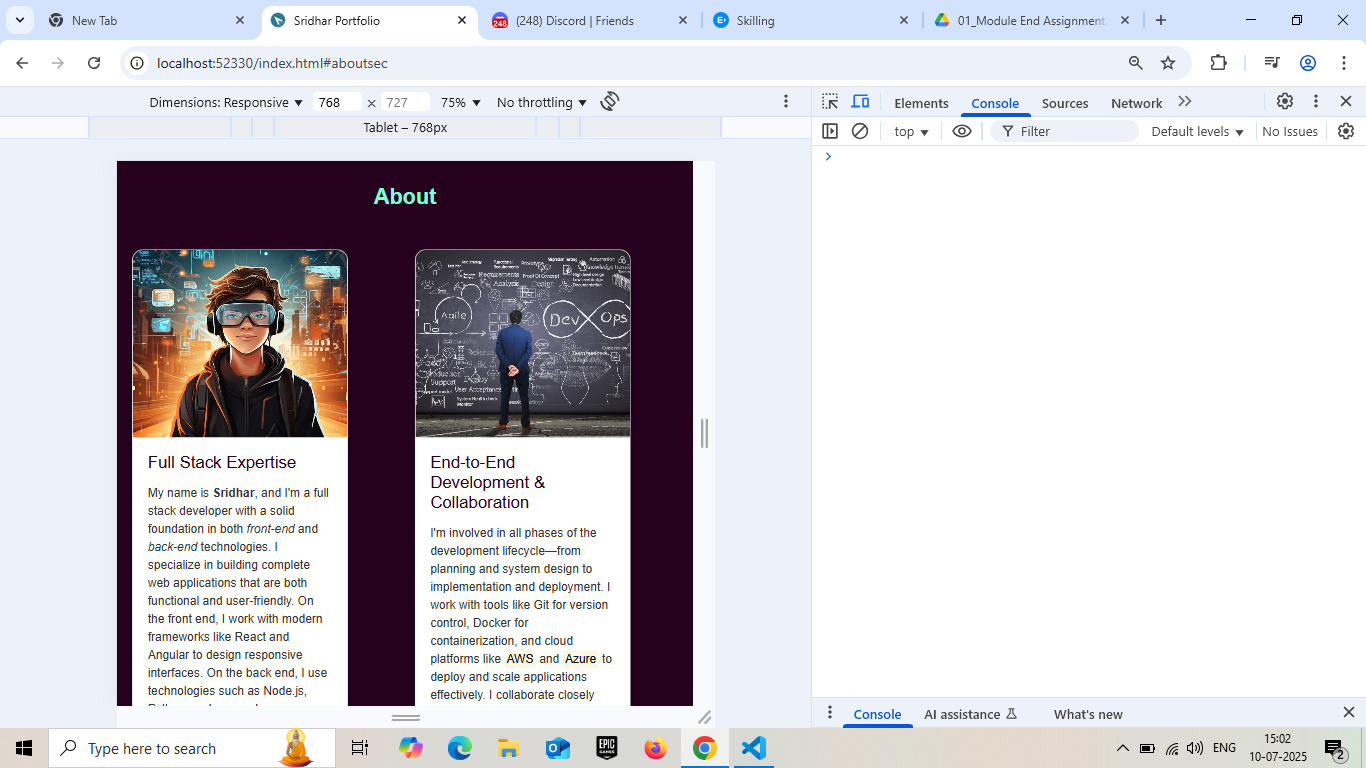 New Tab
Sridhar Portfolio
248
(248) Discord | Friends
Skilling
01_Module End Assignment
localhost:52330/index.html#aboutsec
Dimensions: Responsive
768
×
727
75%
No throttling
Tablet – 768px
Elements
Console
Sources
Network
top
Filter
Default levels
No Issues
About
Requirements
Analysis
Design
Agile
Dev
Ops
Full Stack Expertise
My name is Sridhar, and I'm a full
stack developer with a solid
foundation in both front-end and
back-end technologies. I
specialize in building complete
web applications that are both
functional and user-friendly. On
the front end, I work with modern
frameworks like React and
Angular to design responsive
interfaces. On the back end, I use
technologies such as Node.js,
End-to-End
Development &
Collaboration
I'm involved in all phases of the
development lifecycle—from
planning and system design to
implementation and deployment. I
work with tools like Git for version
control, Docker for
containerization, and cloud
platforms like AWS and Azure to
deploy and scale applications
effectively. I collaborate closely
Console
AI assistance
What's new
Type here to search
EPIC
GAMES
ENG
15:02
10-07-2025
2